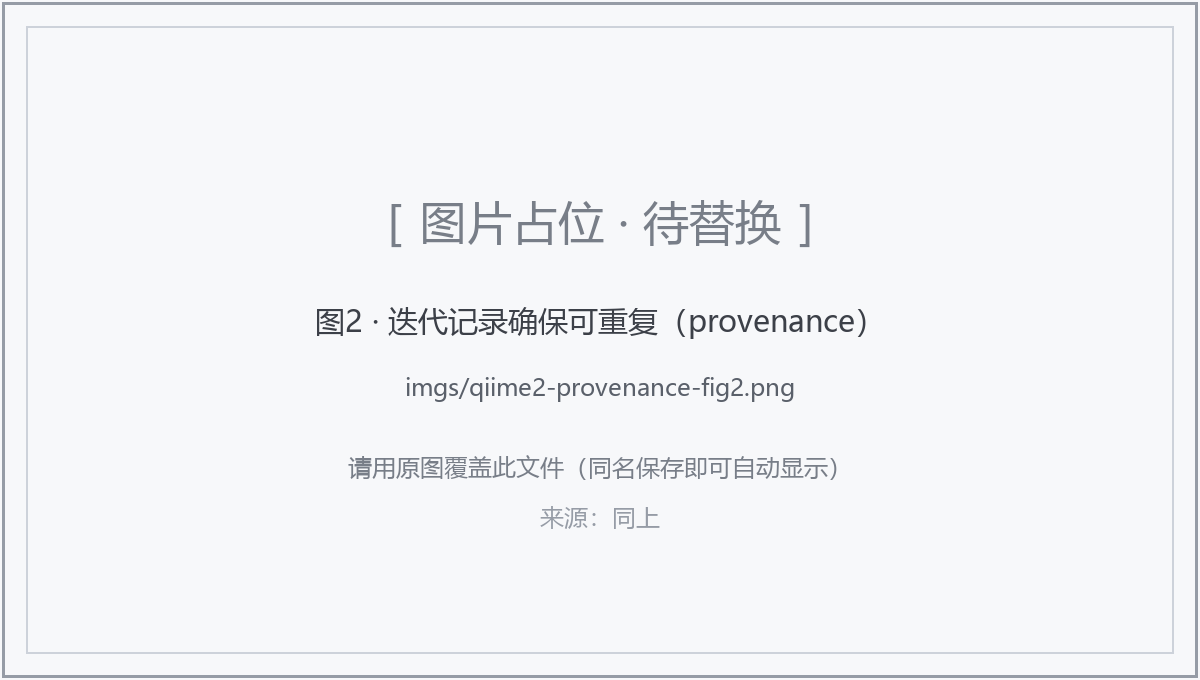 [ 图片占位 · 待替换 ]
图2 · 迭代记录确保可重复（provenance）
imgs/qiime2-provenance-fig2.png
请用原图覆盖此文件（同名保存即可自动显示）
来源：同上